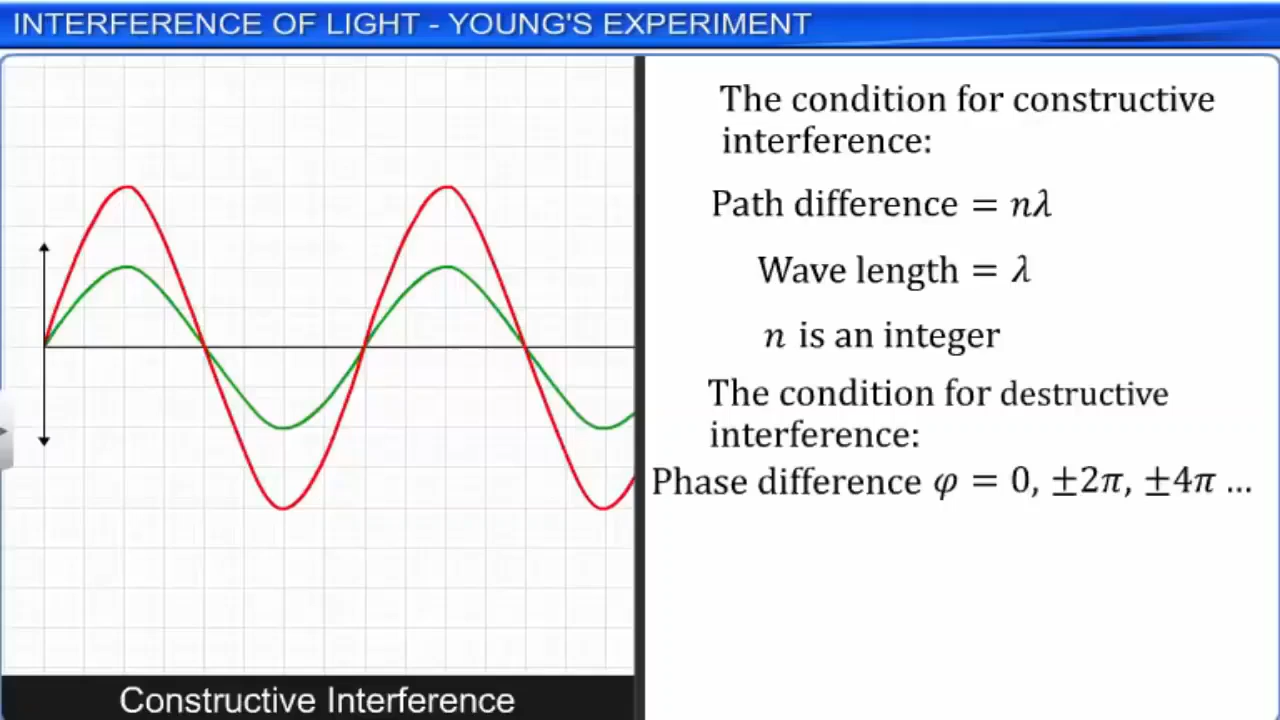 INTERFERENCE OF LIGHT - YOUNG'S EXPERIMENT
The condition for constructive
interference:
Path difference = nλ
Wave length = λ
n is an integer
The condition for destructive
interference:
Phase difference φ = 0, ±2π, ±4π ...
Constructive Interference